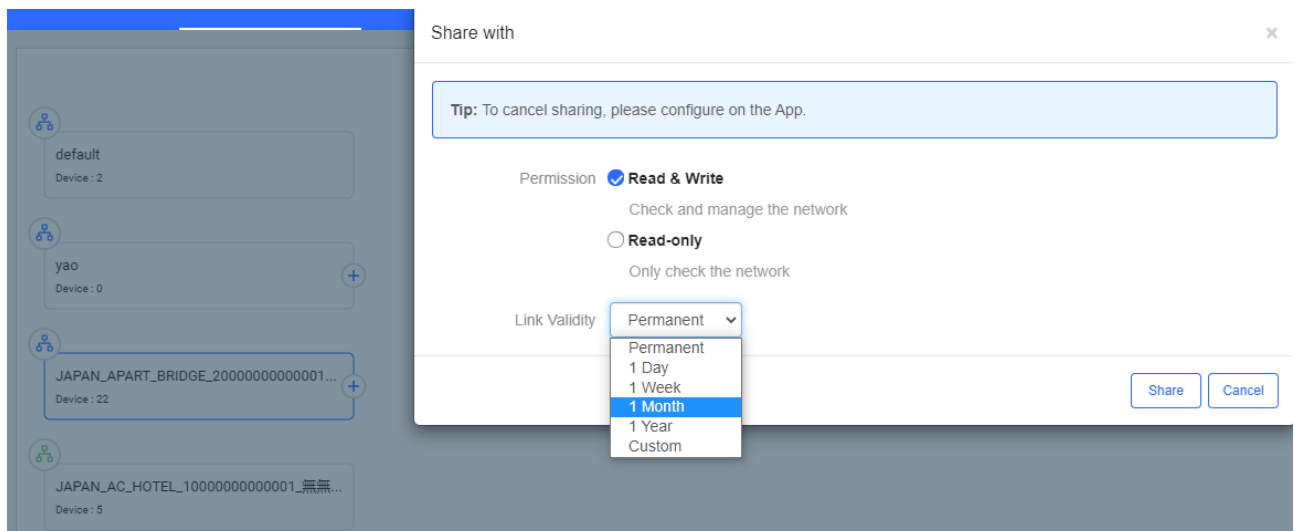 Share with
×
Tip: To cancel sharing, please configure on the App.
default
Device : 2
yao
Device : 0
JAPAN_APART_BRIDGE_20000000000001...
Device : 22
JAPAN_AC_HOTEL_10000000000001_無無...
Device : 5
Permission
Read & Write
Check and manage the network
Read-only
Only check the network
Link Validity
Permanent
Permanent
1 Day
1 Week
1 Month
1 Year
Custom
Share
Cancel